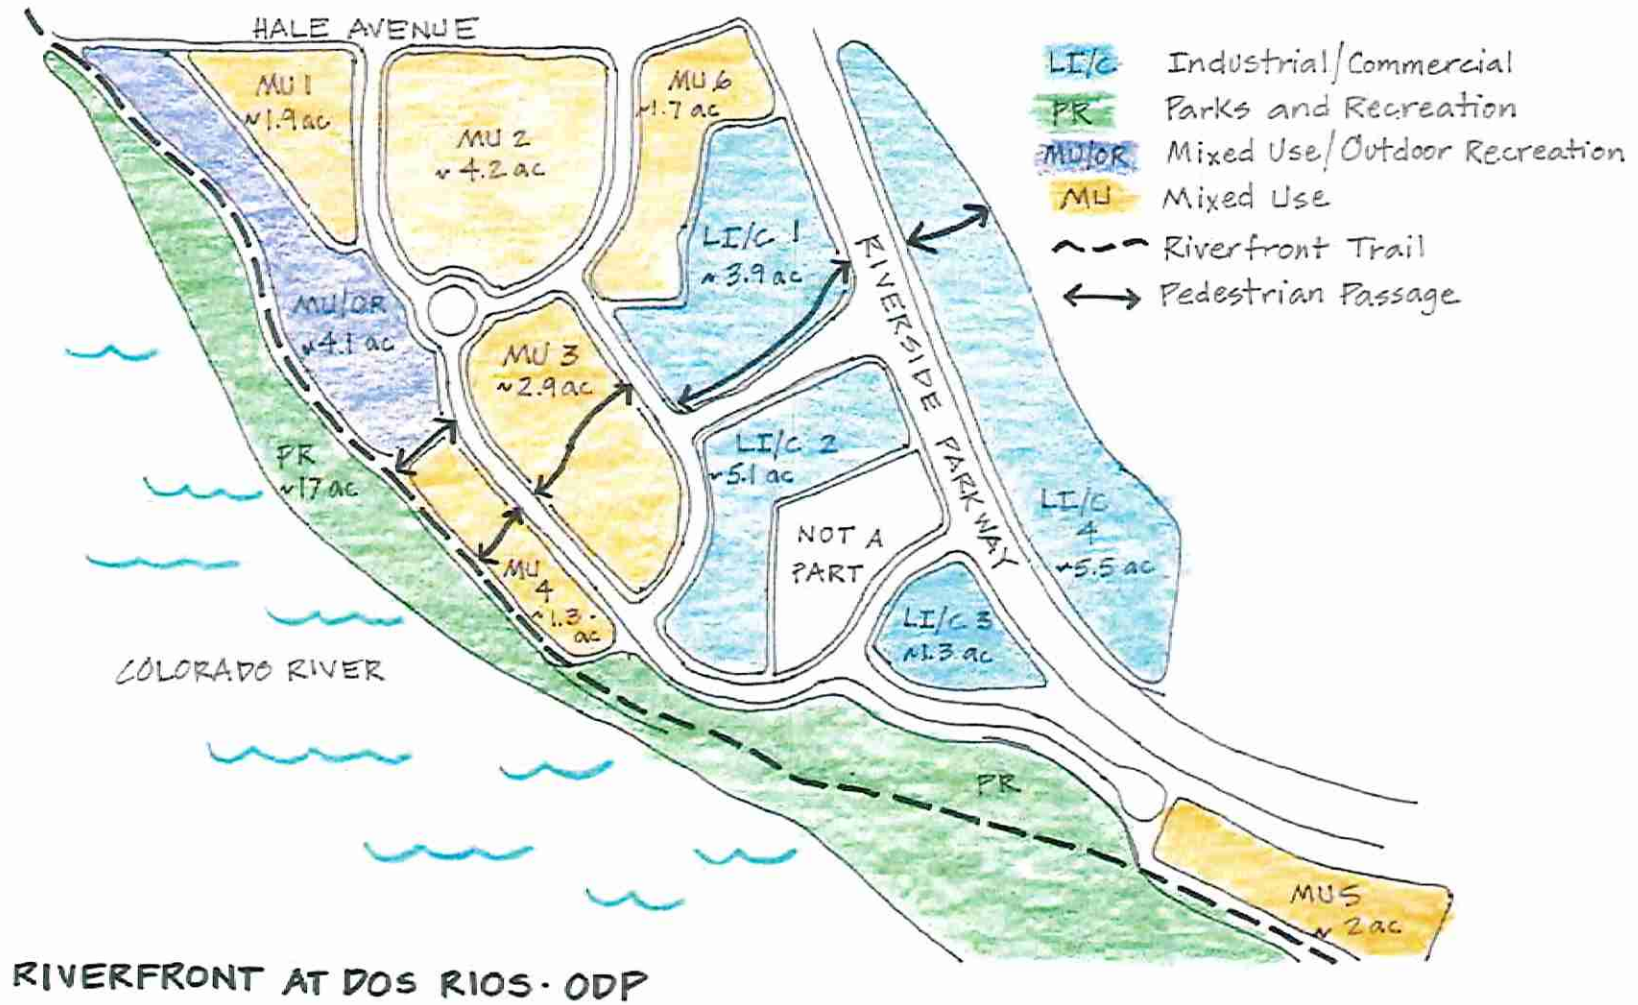 HALE AVENUE
MU 1
~1.9 ac
MU 2
~ 4.2 ac
MU 6
~1.7 ac
LI/C Industrial/Commercial
PR Parks and Recreation
MU/OR Mixed Use/Outdoor Recreation
MU Mixed Use
Riverfront Trail
Pedestrian Passage
LI/C 1
~ 3.9 ac
RIVERSIDE PARKWAY
MU/OR
~4.1 ac
MU 3
~2.9 ac
LI/C 2
~5.1 ac
PR
~17 ac
LI/C
4
~5.5 ac
NOT A
PART
MU
4
~1.3
ac
LI/C 3
~1.3 ac
COLORADO RIVER
PR
MU5
~ 2 ac
RIVERFRONT AT DOS RIOS · ODP